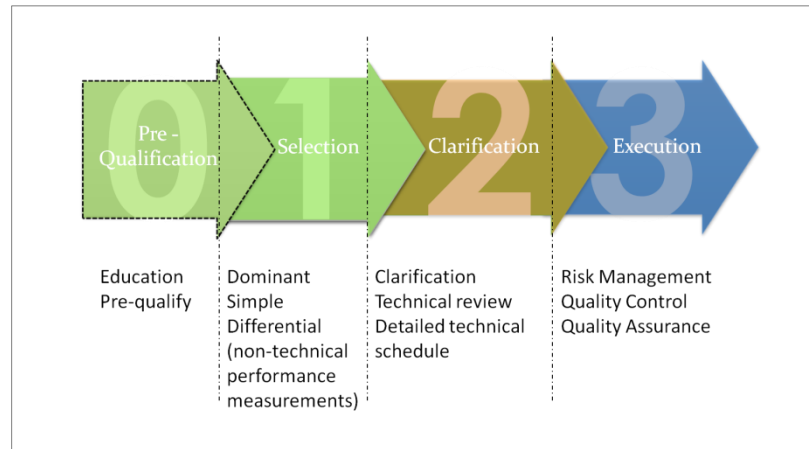 0
Pre -
Qualification
1
Selection
2
Clarification
3
Execution
Education
Pre-qualify
Dominant
Simple
Differential
(non-technical
performance
measurements)
Clarification
Technical review
Detailed technical
schedule
Risk Management
Quality Control
Quality Assurance